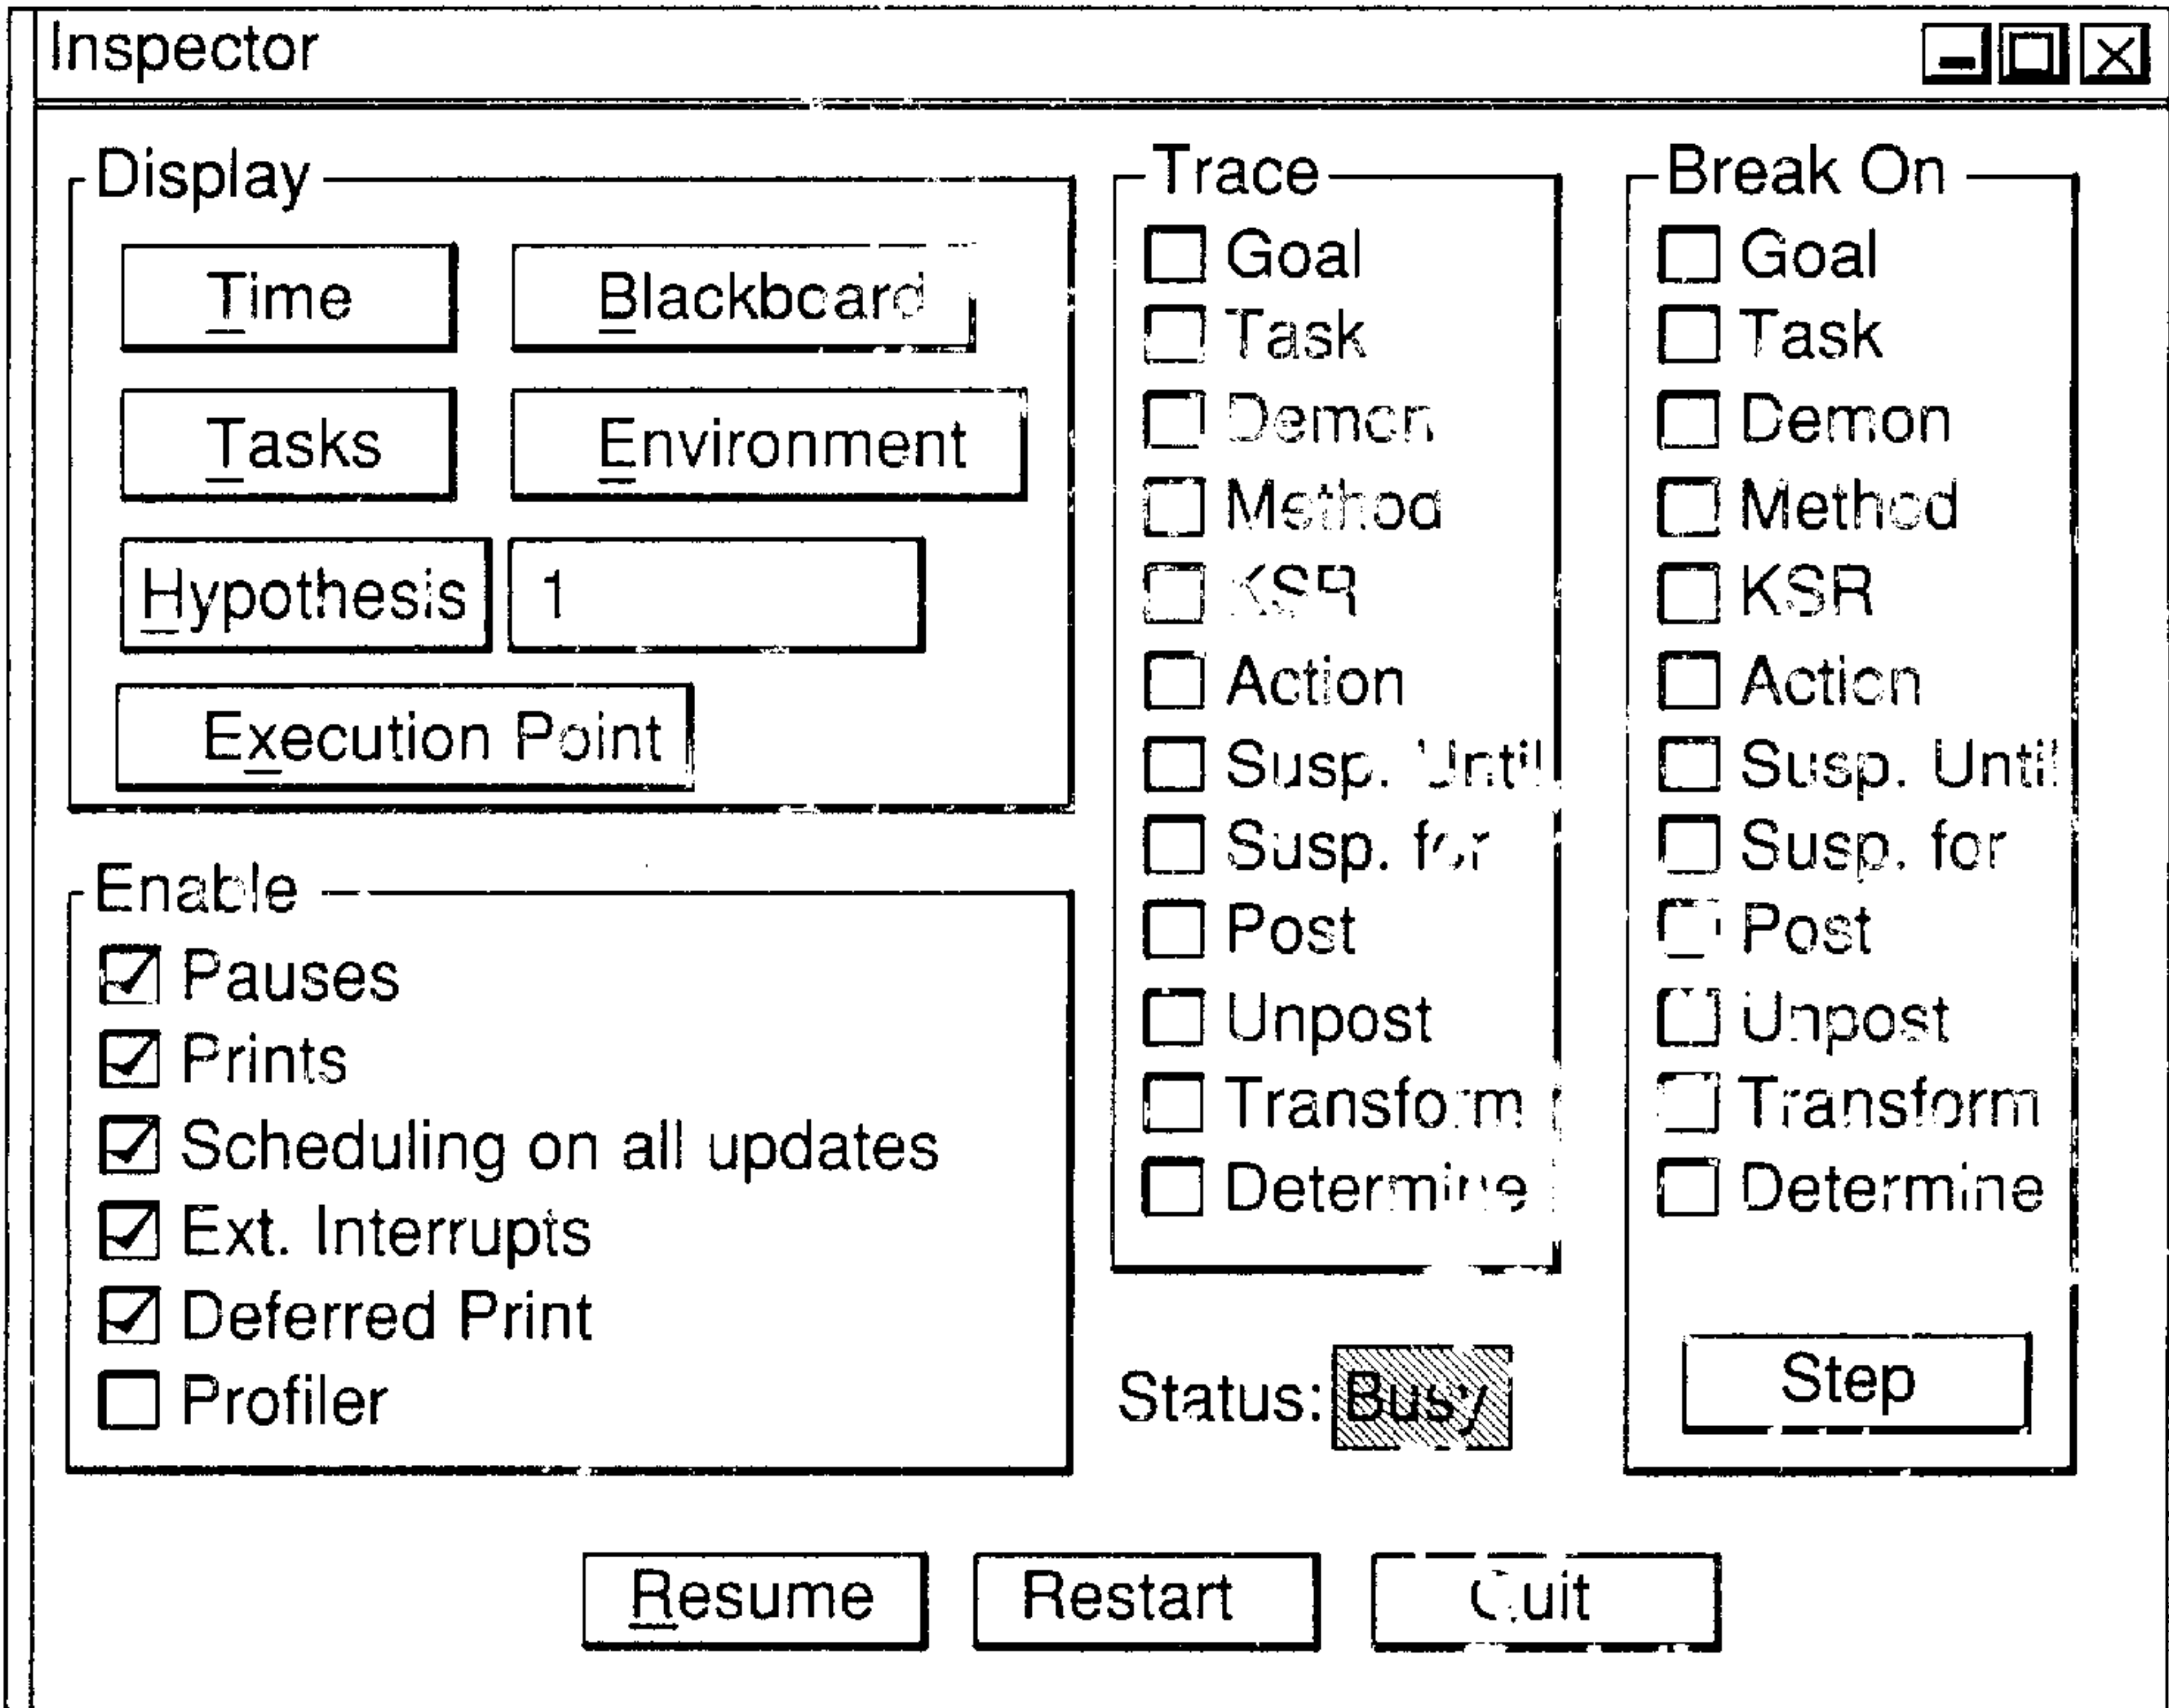 Inspector
Display
Time
Blackboard
Tasks
Environment
Hypothesis 1
Execution Point
Enable
Pauses
Prints
Scheduling on all updates
Ext. Interrupts
Deferred Print
Profiler
Trace
Goal
Task
Demon
Method
KSR
Action
Susp. Until
Susp. for
Post
Unpost
Transform
Determine
Status: Busy
Break On
Goal
Task
Demon
Method
KSR
Action
Susp. Until
Susp. for
Post
Unpost
Transform
Determine
Step
Resume
Restart
Quit